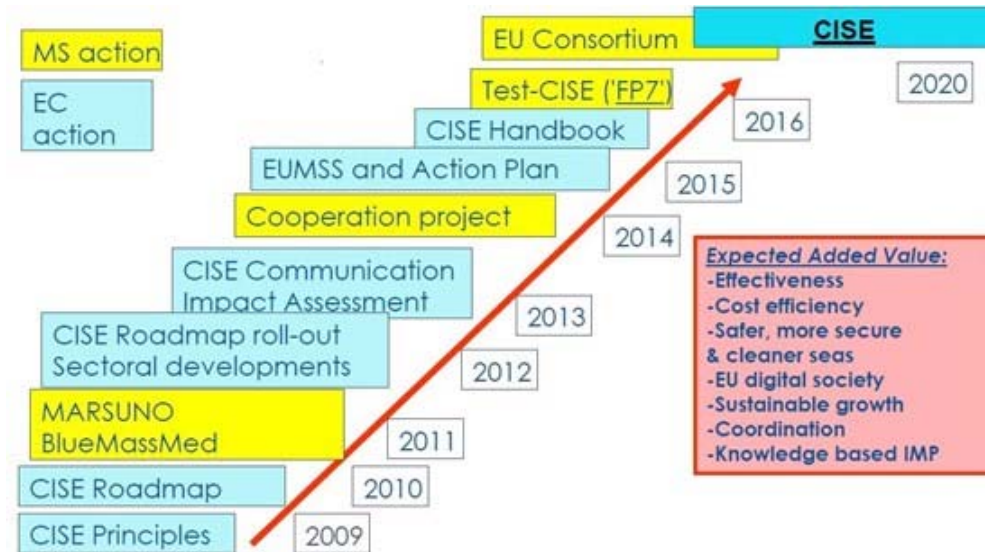 MS action
EC
action
EU Consortium
CISE
2020
Test-CISE ('FP7')
2016
CISE Handbook
EUMSS and Action Plan
2015
Cooperation project
2014
CISE Communication
Impact Assessment
2013
CISE Roadmap roll-out
Sectoral developments
2012
MARSUNO
BlueMassMed
2011
CISE Roadmap
2010
CISE Principles
2009
Expected Added Value:
-Effectiveness
-Cost efficiency
-Safer, more secure
& cleaner seas
-EU digital society
-Sustainable growth
-Coordination
-Knowledge based IMP